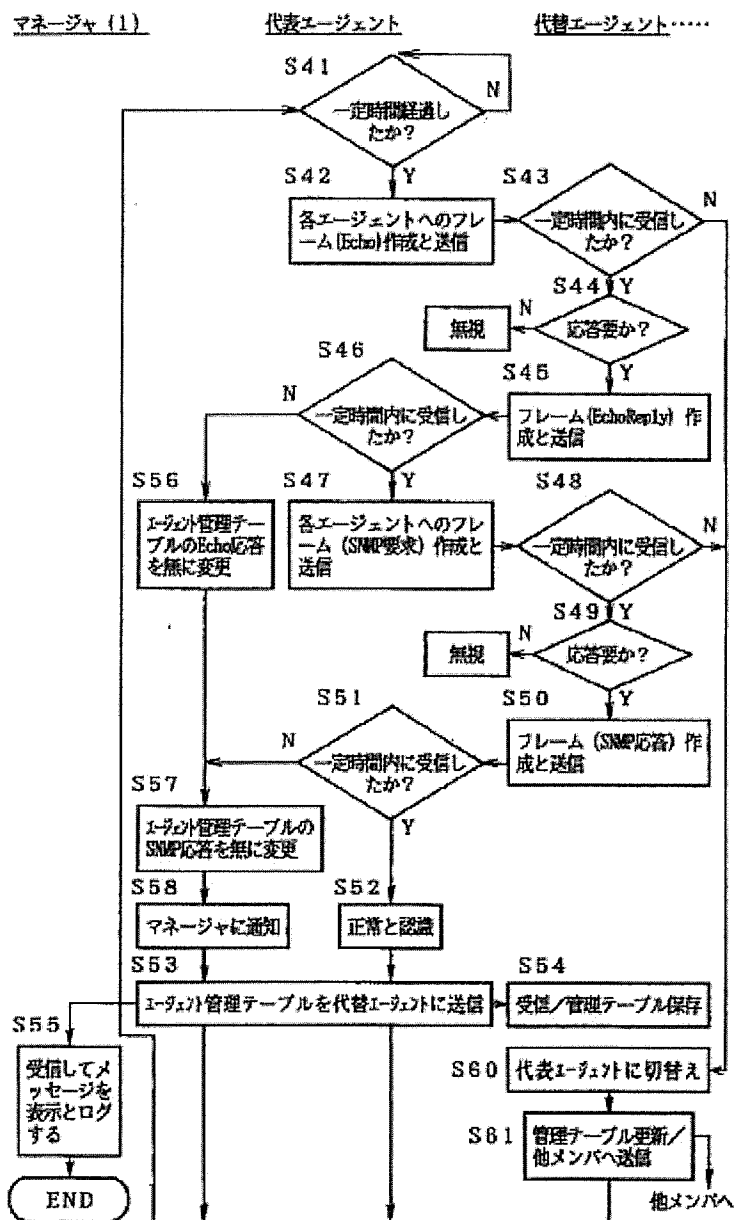 マネージャ (1)
代表エージェント
代替エージェント‥‥‥
S41
一定時間経過し
たか?
N
Y
S42
各エージェントへのフレ
ーム(Echo)作成と送信
S43
一定時間内に受信し
たか?
N
Y
S44
応答要か?
N
無視
Y
S45
フレーム(EchoReply) 作
成と送信
S46
一定時間内に受信し
たか?
N
Y
S56
エージェント管理テー
ブルのEcho応答
を無に変更
S47
各エージェントへのフレ
ーム (SNMP要求) 作成と
送信
S48
一定時間内に受信し
たか?
N
Y
S49
応答要か?
N
無視
Y
S50
フレーム (SNMP応答) 作
成と送信
S51
一定時間内に受信し
たか?
N
Y
S57
エージェント管理テーブルの
SNMP応答を無に変更
S58
マネージャに通知
S52
正常と認識
S53
エージェント管理テーブルを代替エージェントに送信
S54
受信/管理テーブル保存
S55
受信してメ
ッセージを
表示とログ
する
END
S60
代表エージェントに切替え
S61
管理テーブル更新/
他メンバへ送信
他メンバへ